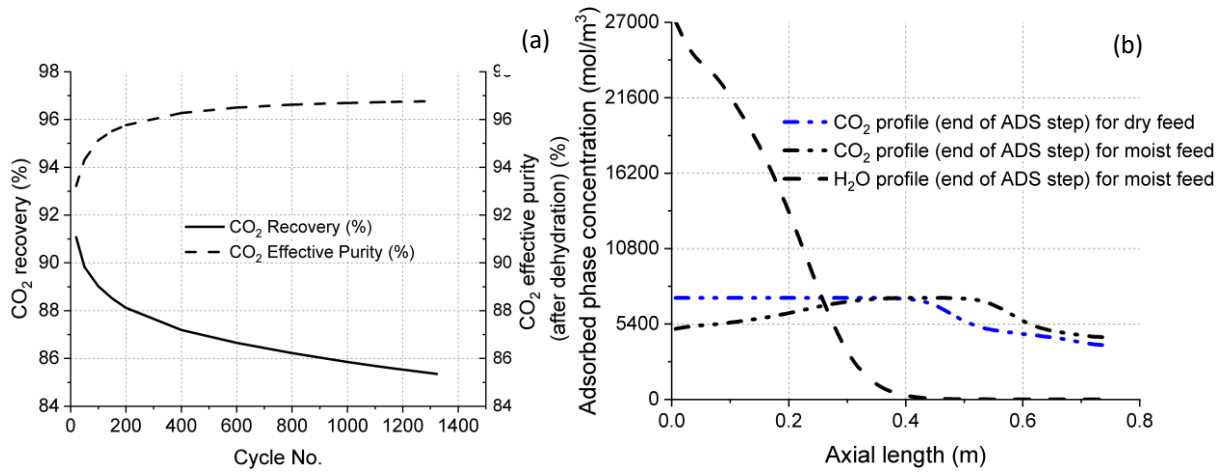 (a)
98
96
94
92
90
88
86
84
CO₂ recovery (%)
0 200 400 600 800 1000 1200 1400
Cycle No.
CO₂ Recovery (%)
CO₂ Effective Purity (%)
96
94
92
90
88
86
84
CO₂ effective purity
(after dehydration) (%)
(b)
27000
21600
16200
10800
5400
0
Adsorbed phase concentration (mol/m³)
CO₂ profile (end of ADS step) for dry feed
CO₂ profile (end of ADS step) for moist feed
H₂O profile (end of ADS step) for moist feed
0.0 0.2 0.4 0.6 0.8
Axial length (m)